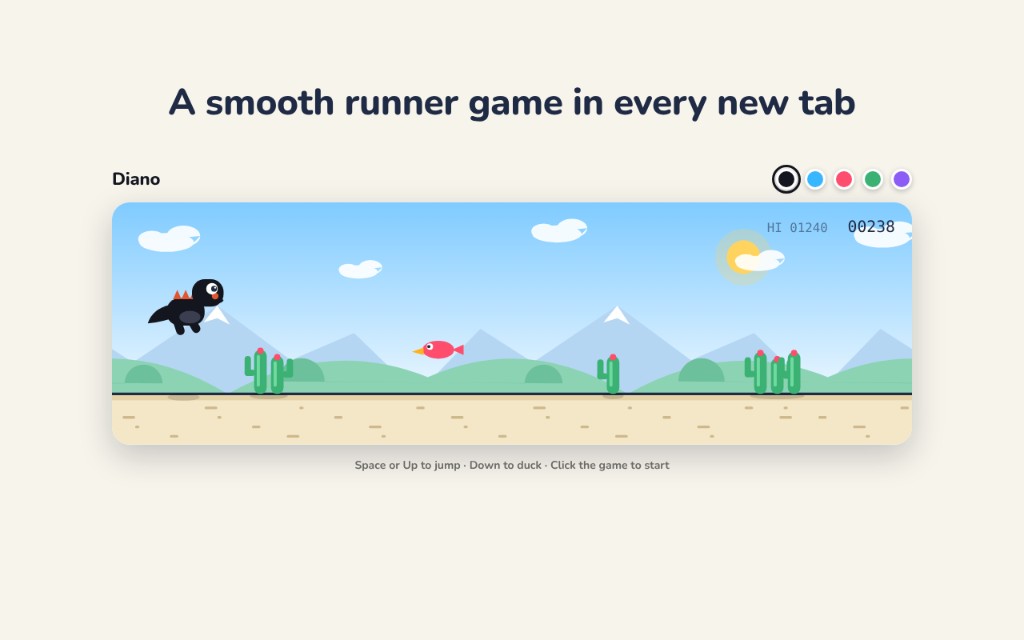 A smooth runner game in every new tab
Diano
HI 01240 00238
Space or Up to jump · Down to duck · Click the game to start